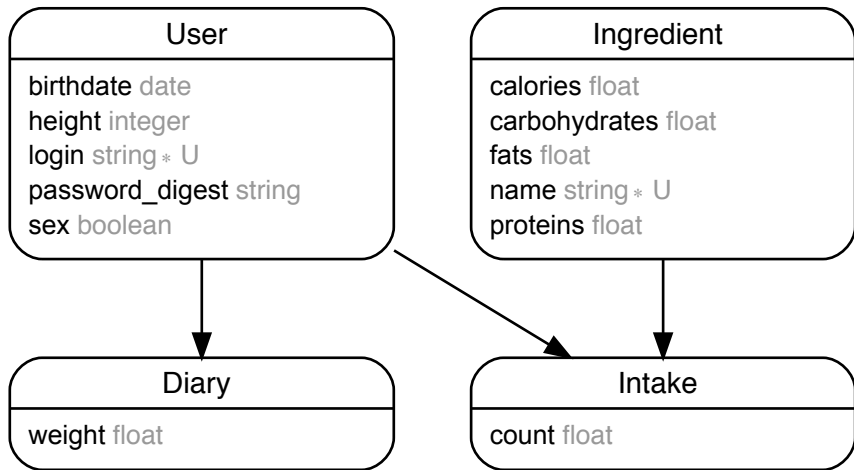 User
birthdate date
height integer
login string∗ U
password_digest string
sex boolean
Ingredient
calories float
carbohydrates float
fats float
name string∗ U
proteins float
Diary
weight float
Intake
count float